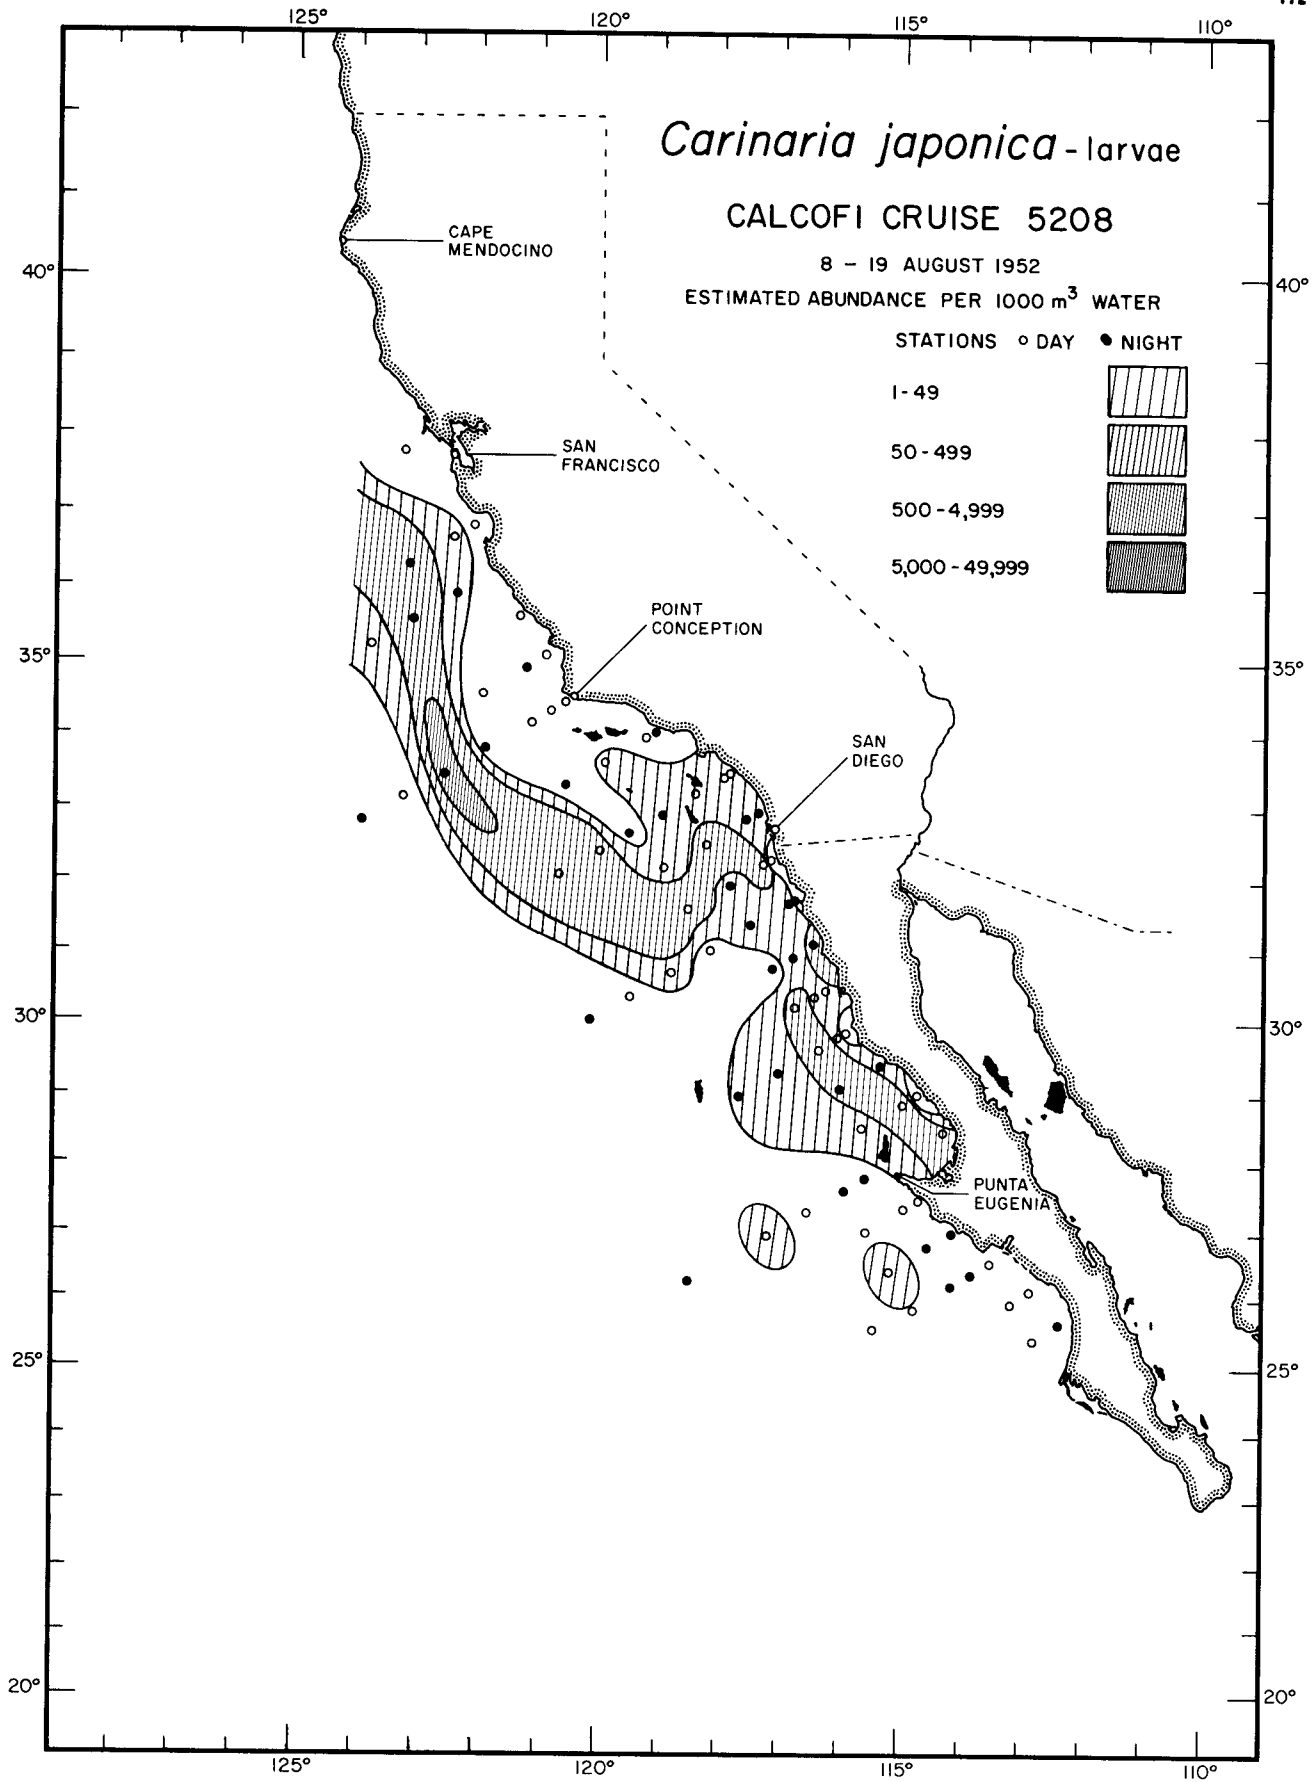 125° 120° 115° 110°
Carinaria japonica - larvae
CALCOFI CRUISE 5208
8 - 19 AUGUST 1952
ESTIMATED ABUNDANCE PER 1000 m³ WATER
STATIONS ○ DAY ● NIGHT
1 - 49
50 - 499
500 - 4,999
5,000 - 49,999
CAPE
MENDOCINO
40° 40°
SAN
FRANCISCO
POINT
CONCEPTION
35° 35°
SAN
DIEGO
30° 30°
PUNTA
EUGENIA
25° 25°
20° 20°
125° 120° 115° 110°